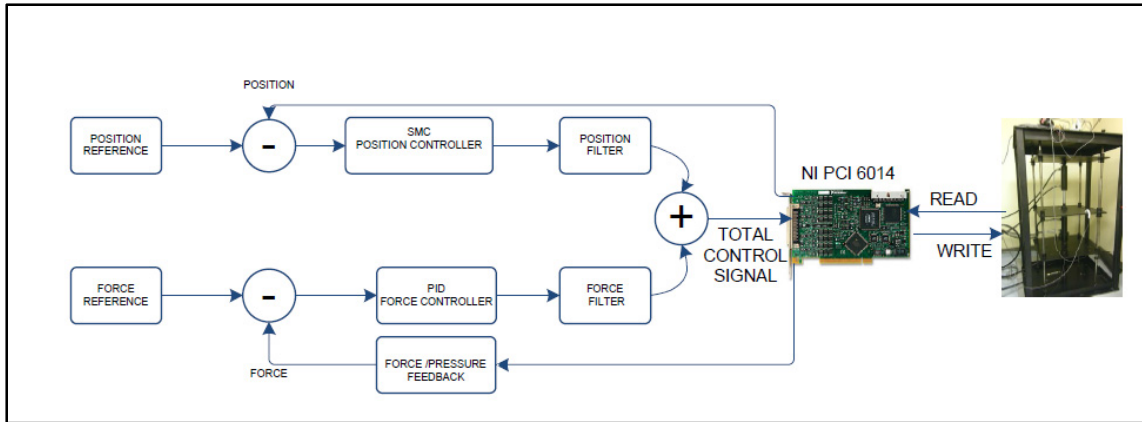 POSITION
POSITION
REFERENCE
-
SMC
POSITION CONTROLLER
POSITION
FILTER
NI PCI 6014
+
READ
WRITE
TOTAL
CONTROL
SIGNAL
FORCE
REFERENCE
-
PID
FORCE CONTROLLER
FORCE
FILTER
FORCE /PRESSURE
FEEDBACK
FORCE